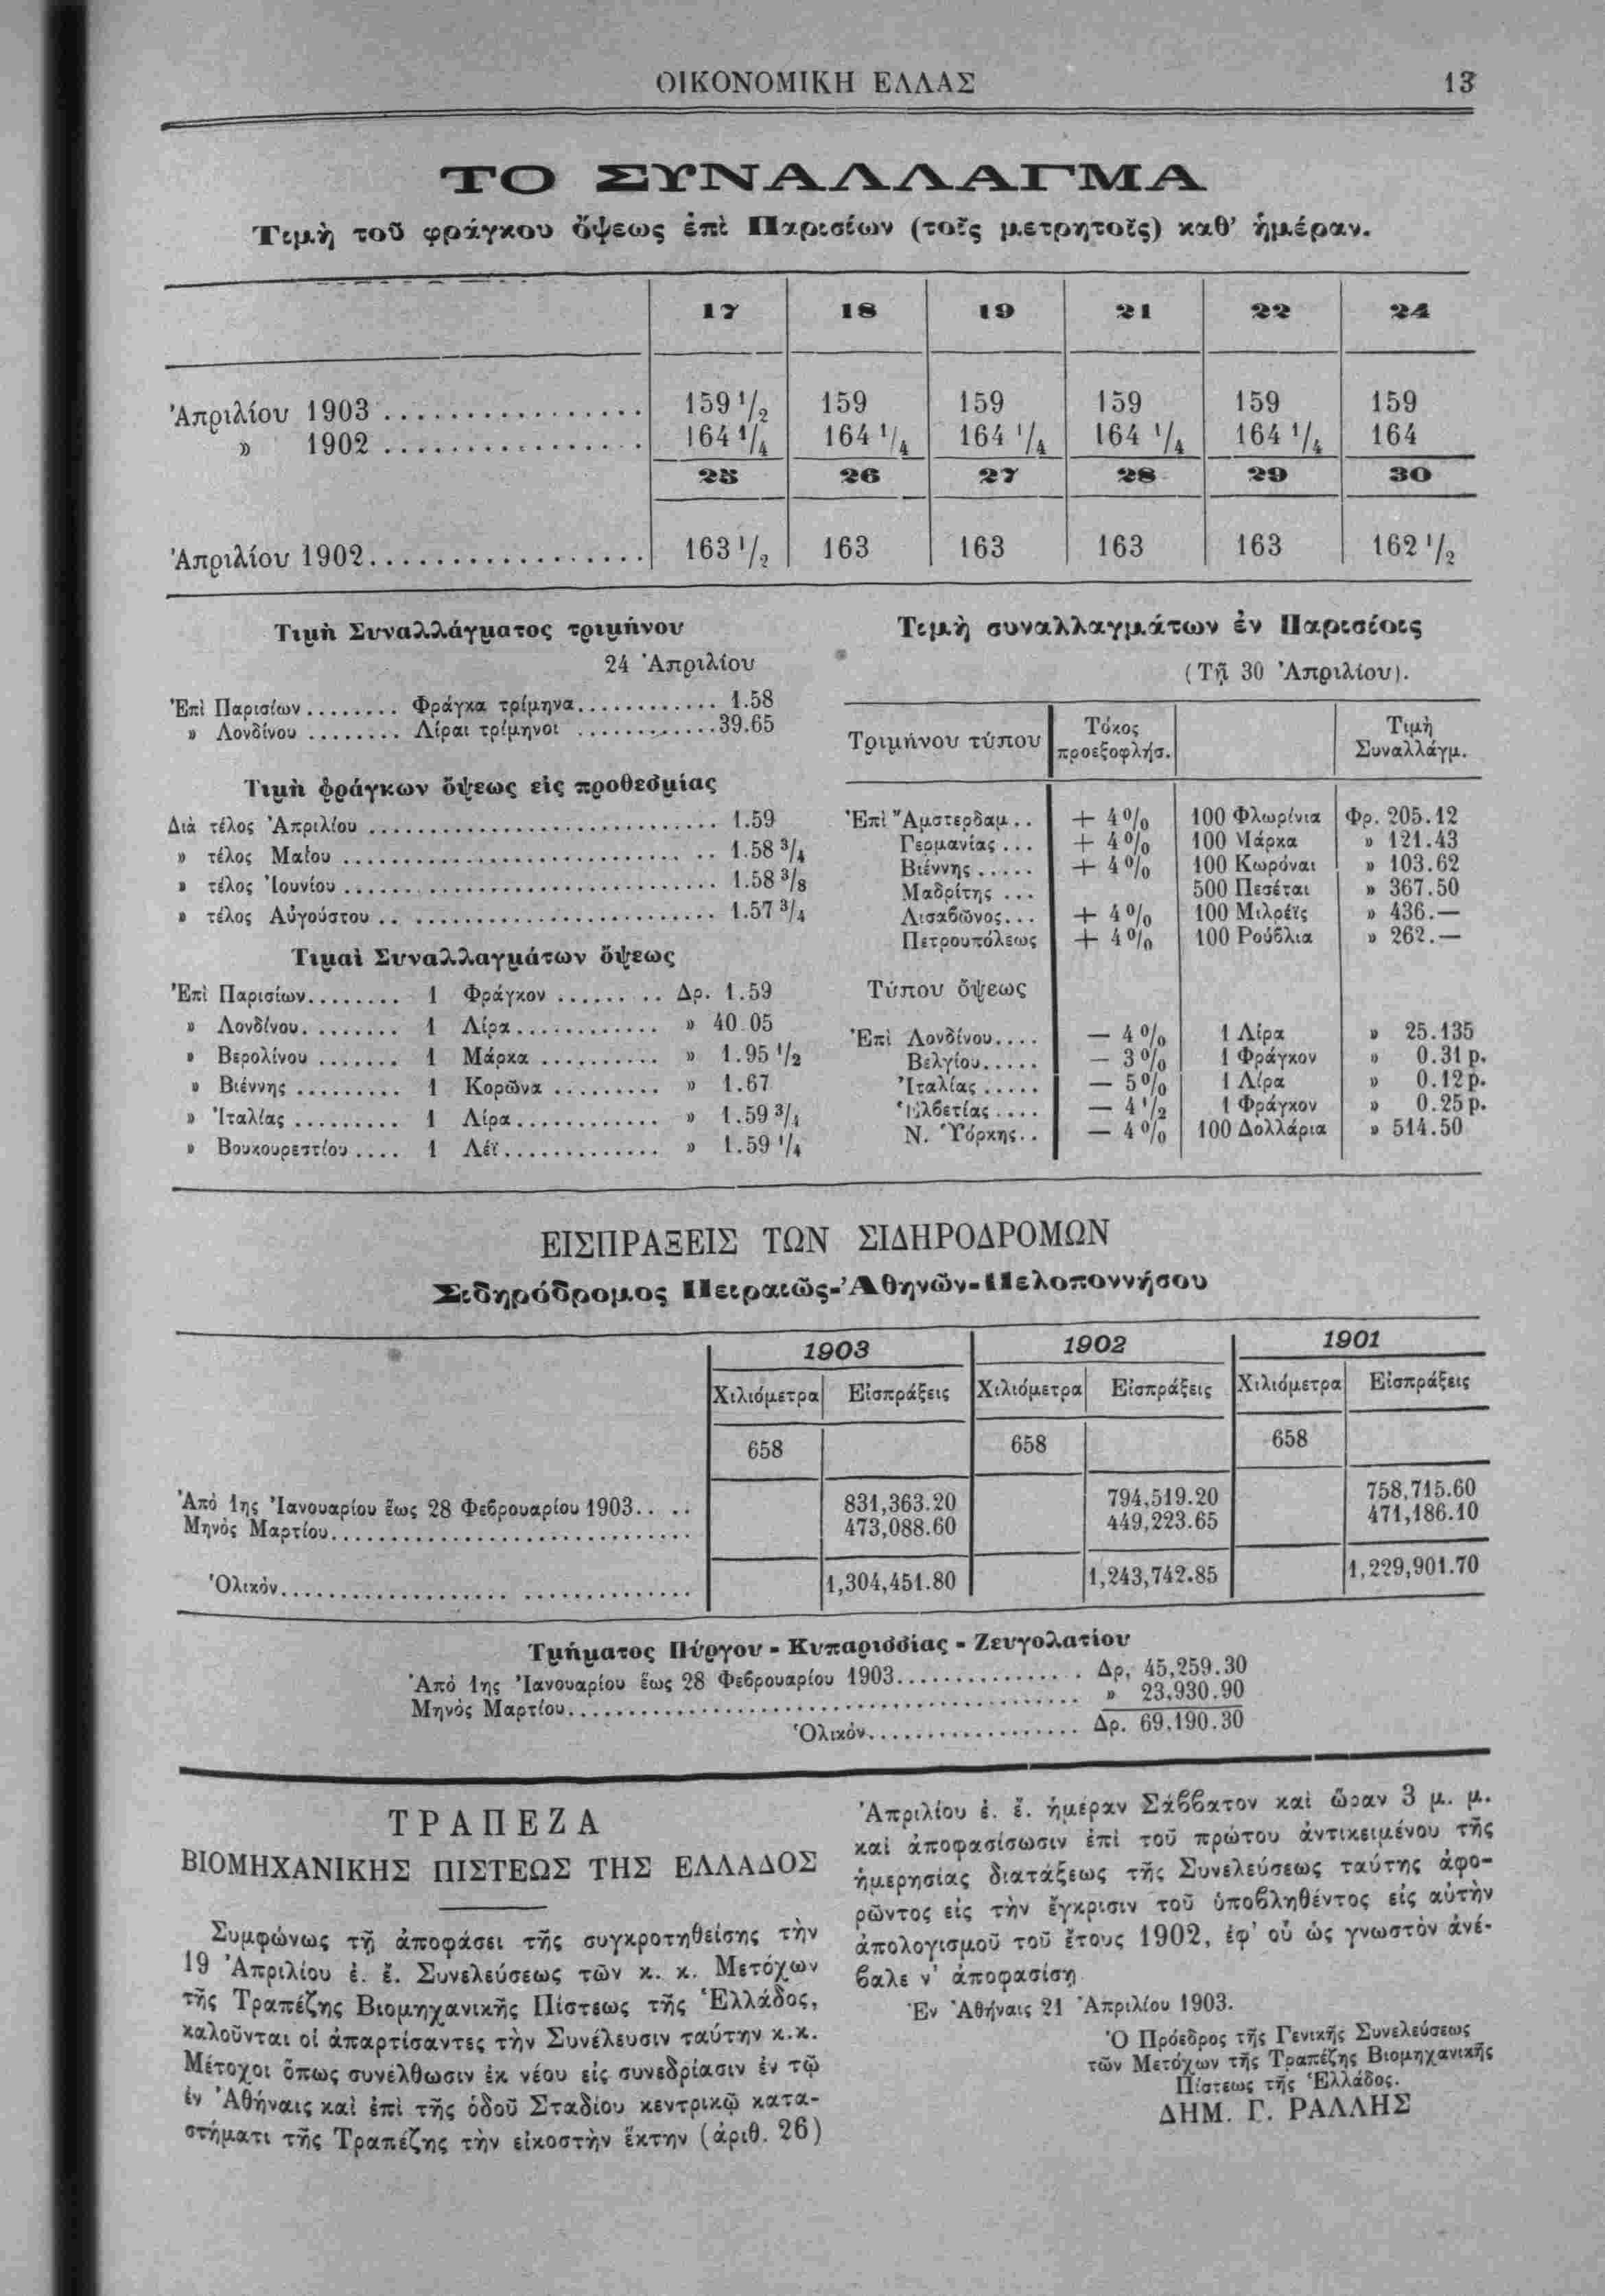 ΟΙΚΟΝΟΜΙΚΗ ΕΛΛΑΣ 13
ΤΟ ΣΥΝΑΛΛΑΓΜΑ
Τιμὴ τοῦ φράγκου ὄψεως ἐπὶ Παρισίων (τοῖς μετρητοῖς) καθ' ἡμέραν.
17 18 19 21 22 24
Ἀπριλίου 1903 ................ 159 1/2 159 159 159 159 159
» 1902 ................ 164 1/4 164 1/4 164 1/4 164 1/4 164 1/4 164
25 26 27 28 29 30
Ἀπριλίου 1902................. 163 1/2 163 163 163 163 162 1/2
Τιμὴ Συναλλάγματος τριμήνου
24 Ἀπριλίου
Ἐπὶ Παρισίων ........ Φράγκα τρίμηνα............. 1.58
» Λονδίνου ........ Λίραι τρίμηνοι ............39.65
Τιμὴ φράγκων ὄψεως εἰς προθεσμίας
Διὰ τέλος Ἀπριλίου .............................. 1.59
» τέλος Μαΐου .............................. 1.58 3/4
» τέλος Ἰουνίου .............................. 1.58 3/8
» τέλος Αὐγούστου .............................. 1.57 3/4
Τιμαὶ Συναλλαγμάτων ὄψεως
Ἐπὶ Παρισίων........ 1 Φράγκον ......... Δρ. 1.59
» Λονδίνου........ 1 Λίρα............ » 40.05
» Βερολίνου ....... 1 Μάρκα .......... » 1.95 1/2
» Βιέννης ......... 1 Κορῶνα ......... » 1.67
» Ἰταλίας ......... 1 Λίρα............ » 1.59 3/4
» Βουκουρεστίου .... 1 Λέϊ............. » 1.59 1/4
Τιμὴ συναλλαγμάτων ἐν Παρισίοις
(Τῇ 30 Ἀπριλίου).
Τριμήνου τύπου Τόκος προεξοφλήσ. Τιμὴ Συναλλάγμ.
Ἐπὶ Ἀμστερδαμ.. + 4 0/0 100 Φλωρίνια Φρ. 205.12
Γερμανίας ... + 4 0/0 100 Μάρκα » 121.43
Βιέννης ..... + 4 0/0 100 Κωρόναι » 103.62
Μαδρίτης ... 500 Πεσέται » 367.50
Λισαβῶνος... + 4 0/0 100 Μιλρέϊς » 436.—
Πετρουπόλεως + 4 0/0 100 Ρούβλια » 262.—
Τύπου ὄψεως
Ἐπὶ Λονδίνου.... — 4 0/0 1 Λίρα » 25.135
Βελγίου..... — 3 0/0 1 Φράγκον » 0.31 p.
Ἰταλίας ..... — 5 0/0 1 Λίρα » 0.12 p.
Ἑλβετίας .... — 4 1/2 1 Φράγκον » 0.25 p.
Ν. Ὑόρκης.. — 4 0/0 100 Δολλάρια » 514.50
ΕΙΣΠΡΑΞΕΙΣ ΤΩΝ ΣΙΔΗΡΟΔΡΟΜΩΝ
Σιδηρόδρομος Πειραιῶς-Ἀθηνῶν-Πελοποννήσου
1903 1902 1901
Χιλιόμετρα Εἰσπράξεις Χιλιόμετρα Εἰσπράξεις Χιλιόμετρα Εἰσπράξεις
658 658 658
Ἀπὸ 1ης Ἰανουαρίου ἕως 28 Φεβρουαρίου 1903.. .. 831,363.20 794,519.20 758,715.60
Μηνὸς Μαρτίου.............................. 473,088.60 449,223.65 471,186.10
Ὁλικὸν.................................. 1,304,451.80 1,243,742.85 1,229,901.70
Τμήματος Πύργου - Κυπαρισσίας - Ζευγολατίου
Ἀπὸ 1ης Ἰανουαρίου ἕως 28 Φεβρουαρίου 1903................ Δρ, 45,259.30
Μηνὸς Μαρτίου........................................ » 23,930.90
Ὁλικὸν................... Δρ. 69,190.30
ΤΡΑΠΕΖΑ
ΒΙΟΜΗΧΑΝΙΚΗΣ ΠΙΣΤΕΩΣ ΤΗΣ ΕΛΛΑΔΟΣ
Συμφώνως τῇ ἀποφάσει τῆς συγκροτηθείσης τὴν
19 Ἀπριλίου ἐ. ἔ. Συνελεύσεως τῶν κ. κ. Μετόχων
τῆς Τραπέζης Βιομηχανικῆς Πίστεως τῆς Ἑλλάδος,
καλοῦνται οἱ ἀπαρτίσαντες τὴν Συνέλευσιν ταύτην κ.κ.
Μέτοχοι ὅπως συνέλθωσιν ἐκ νέου εἰς συνεδρίασιν ἐν τῷ
ἐν Ἀθήναις καὶ ἐπὶ τῆς ὁδοῦ Σταδίου κεντρικῷ κατα-
στήματι τῆς Τραπέζης τὴν εἰκοστὴν ἕκτην (ἀριθ. 26)
Ἀπριλίου ἐ. ἔ. ἡμέραν Σάββατον καὶ ὥραν 3 μ. μ.
καὶ ἀποφασίσωσιν ἐπὶ τοῦ πρώτου ἀντικειμένου τῆς
ἡμερησίας διατάξεως τῆς Συνελεύσεως ταύτης ἀφο-
ρῶντος εἰς τὴν ἔγκρισιν τοῦ ὑποβληθέντος εἰς αὐτὴν
ἀπολογισμοῦ τοῦ ἔτους 1902, ἐφ' οὗ ὡς γνωστὸν ἀνέ-
βαλε ν' ἀποφασίσῃ
Ἐν Ἀθήναις 21 Ἀπριλίου 1903.
Ὁ Πρόεδρος τῆς Γενικῆς Συνελεύσεως
τῶν Μετόχων τῆς Τραπέζης Βιομηχανικῆς
Πίστεως τῆς Ἑλλάδος.
ΔΗΜ. Γ. ΡΑΛΛΗΣ